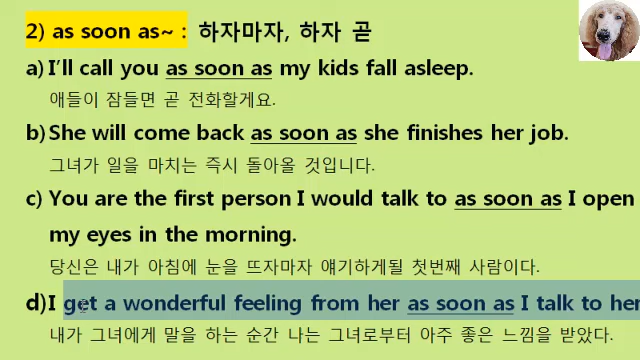 2) as soon as~ : 하자마자, 하자 곧
a) I'll call you as soon as my kids fall asleep.
애들이 잠들면 곧 전화할게요.
b) She will come back as soon as she finishes her job.
그녀가 일을 마치는 즉시 돌아올 것입니다.
c) You are the first person I would talk to as soon as I open
my eyes in the morning.
당신은 내가 아침에 눈을 뜨자마자 얘기하게될 첫번째 사람이다.
d) I get a wonderful feeling from her as soon as I talk to her
내가 그녀에게 말을 하는 순간 나는 그녀로부터 아주 좋은 느낌을 받았다.